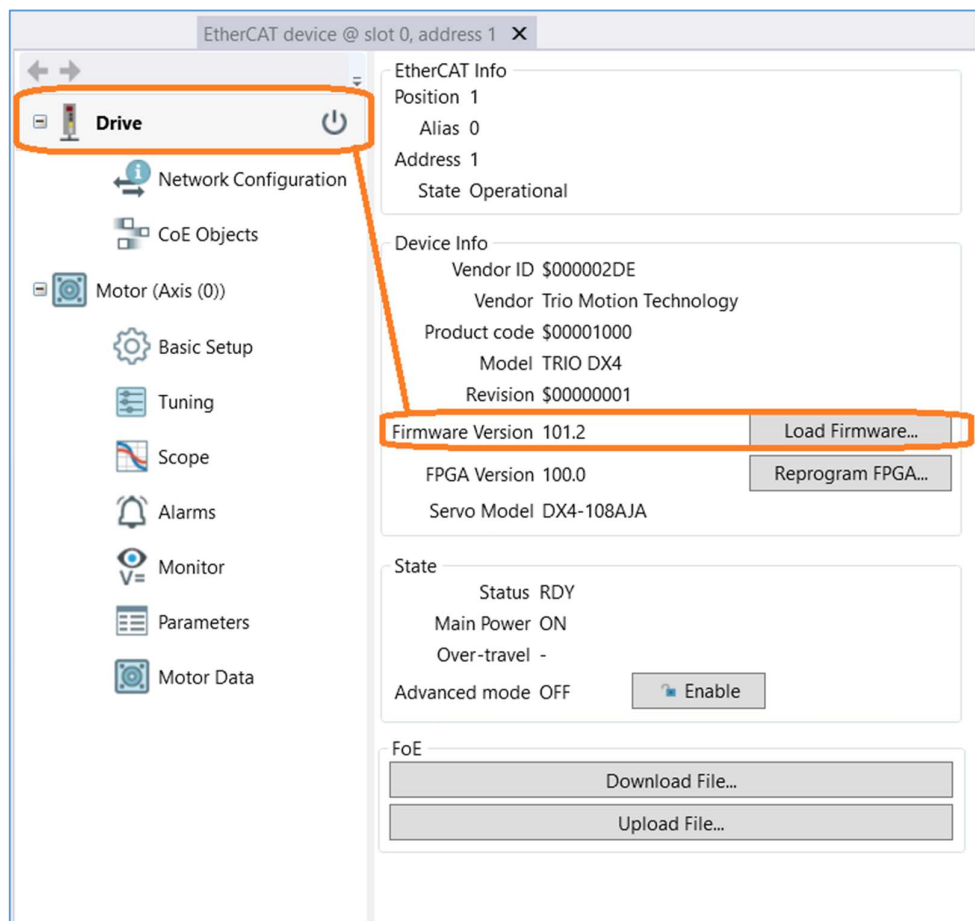 EtherCAT device @ slot 0, address 1
Drive
Network Configuration
CoE Objects
Motor (Axis (0))
Basic Setup
Tuning
Scope
Alarms
V=
Monitor
Parameters
Motor Data
EtherCAT Info
Position 1
Alias 0
Address 1
State Operational
Device Info
Vendor ID $000002DE
Vendor Trio Motion Technology
Product code $00001000
Model TRIO DX4
Revision $00000001
Firmware Version 101.2 Load Firmware...
FPGA Version 100.0 Reprogram FPGA...
Servo Model DX4-108AJA
State
Status RDY
Main Power ON
Over-travel -
Advanced mode OFF Enable
FoE
Download File...
Upload File...